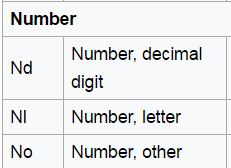 Number
Nd Number, decimal
digit
Nl Number, letter
No Number, other